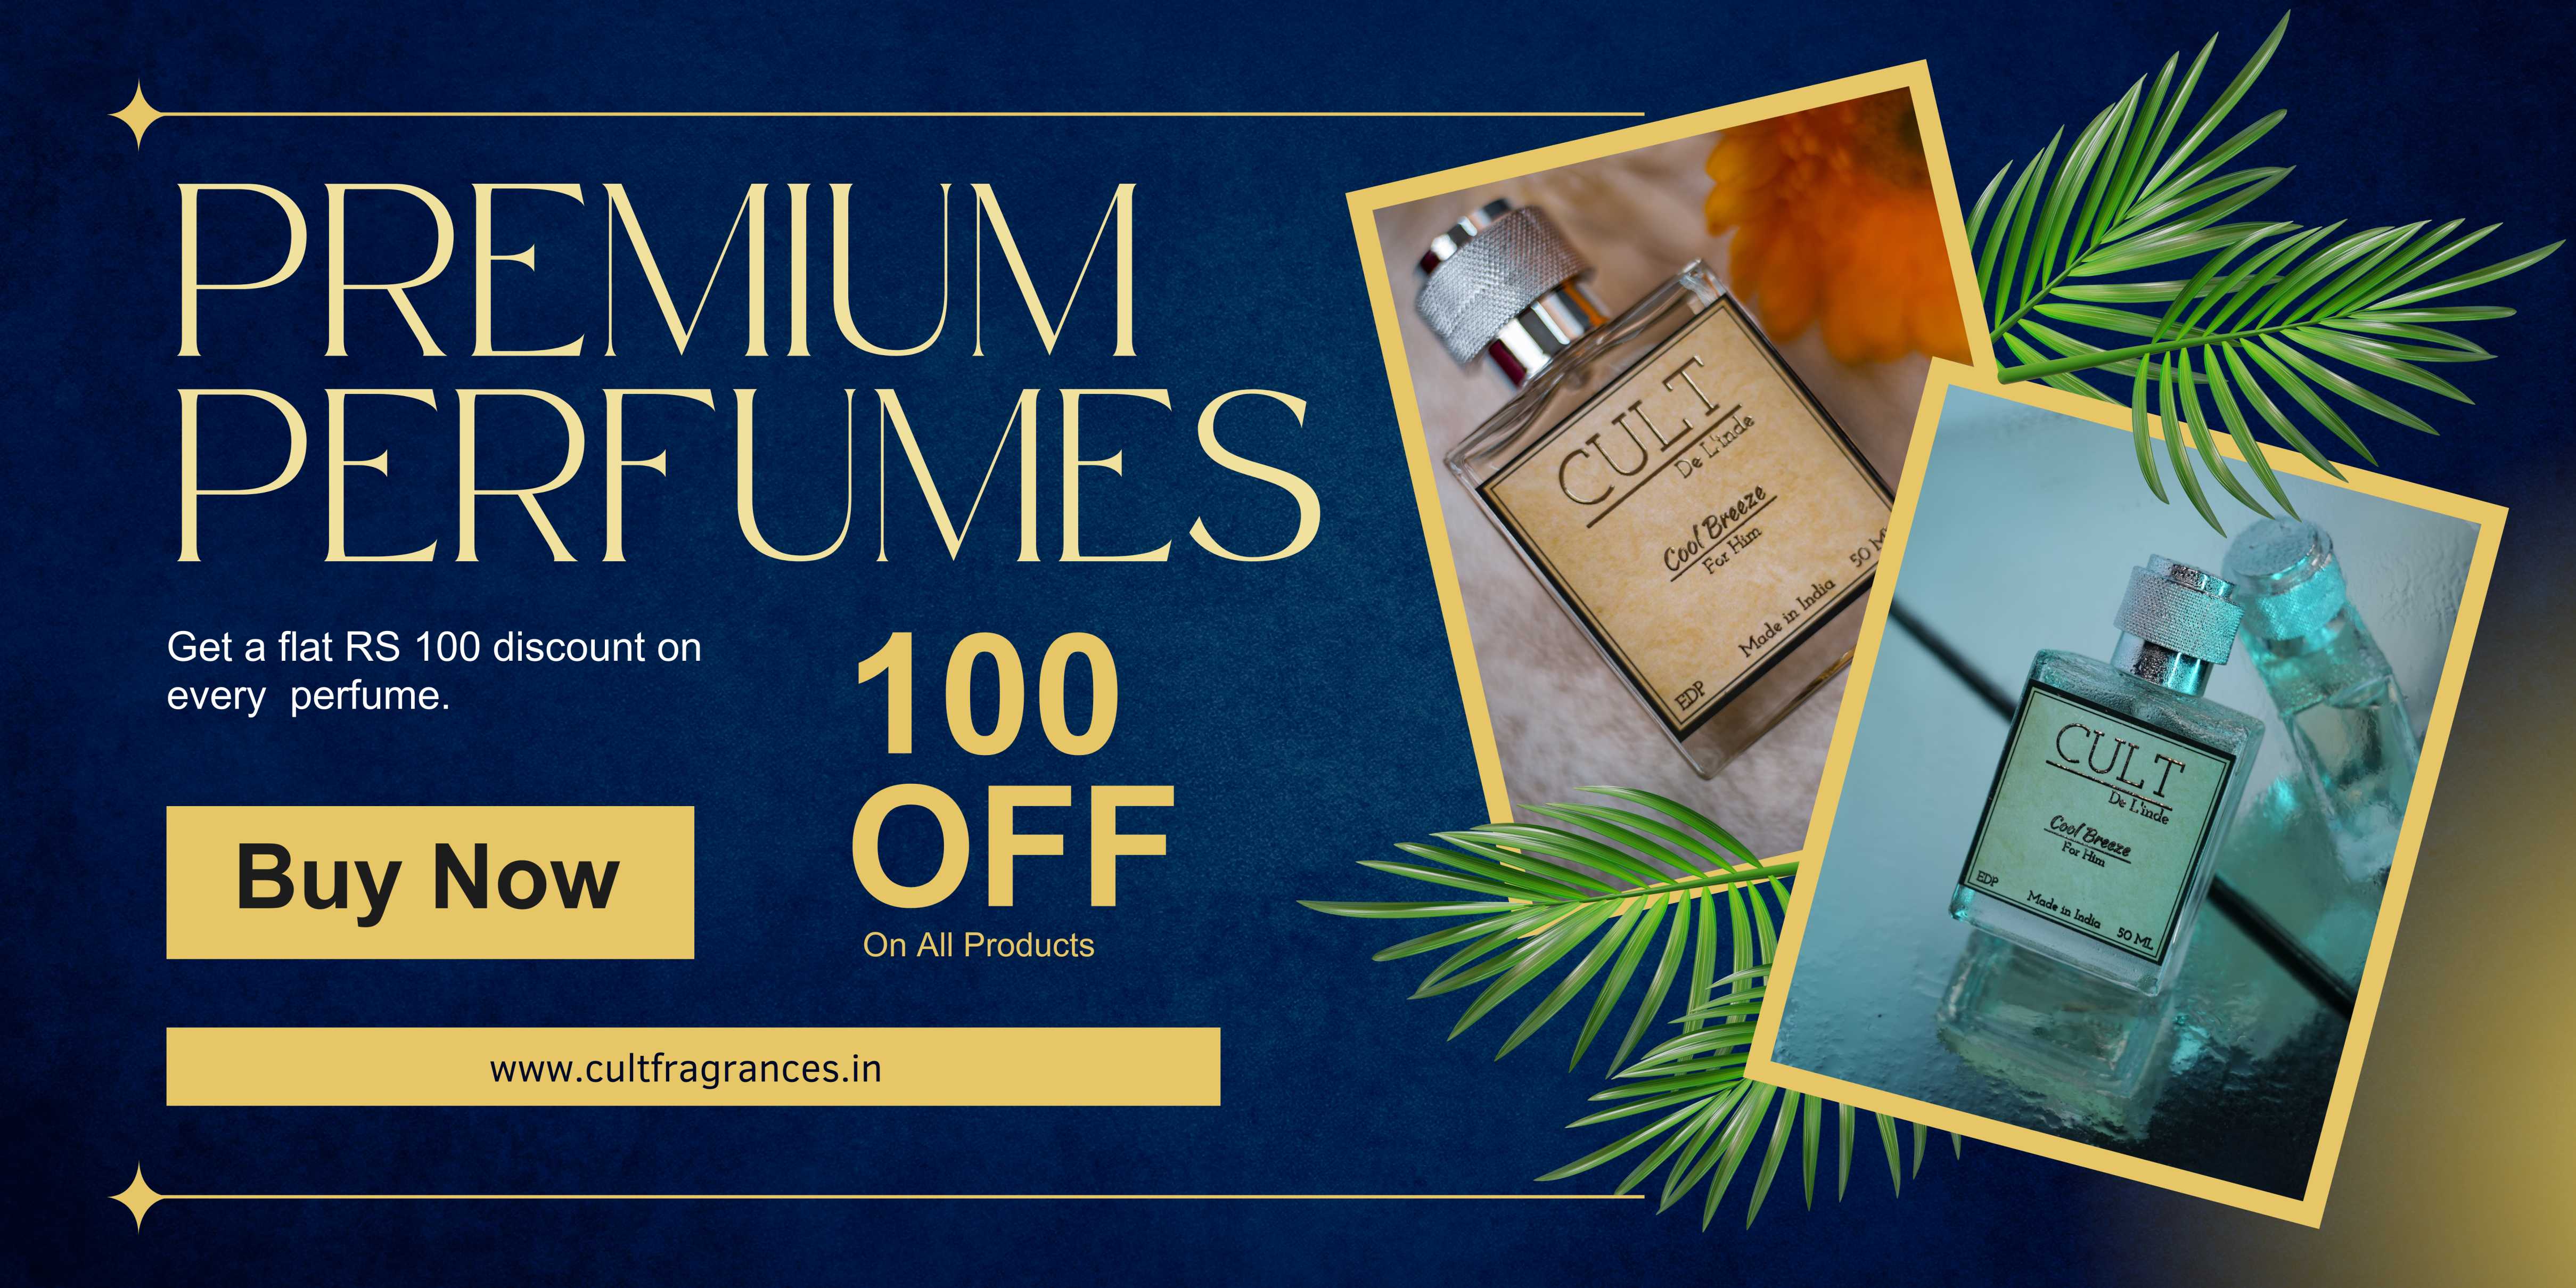 PREMIUM
PERFUMES
Get a flat RS 100 discount on
every  perfume.
100
OFF
On All Products
Buy Now
www.cultfragrances.in
CULT
De L'inde
Cool Breeze
For Him
Made in India
EDP
CULT
De L'inde
Cool Breeze
For Him
EDP
Made in India
50 ML